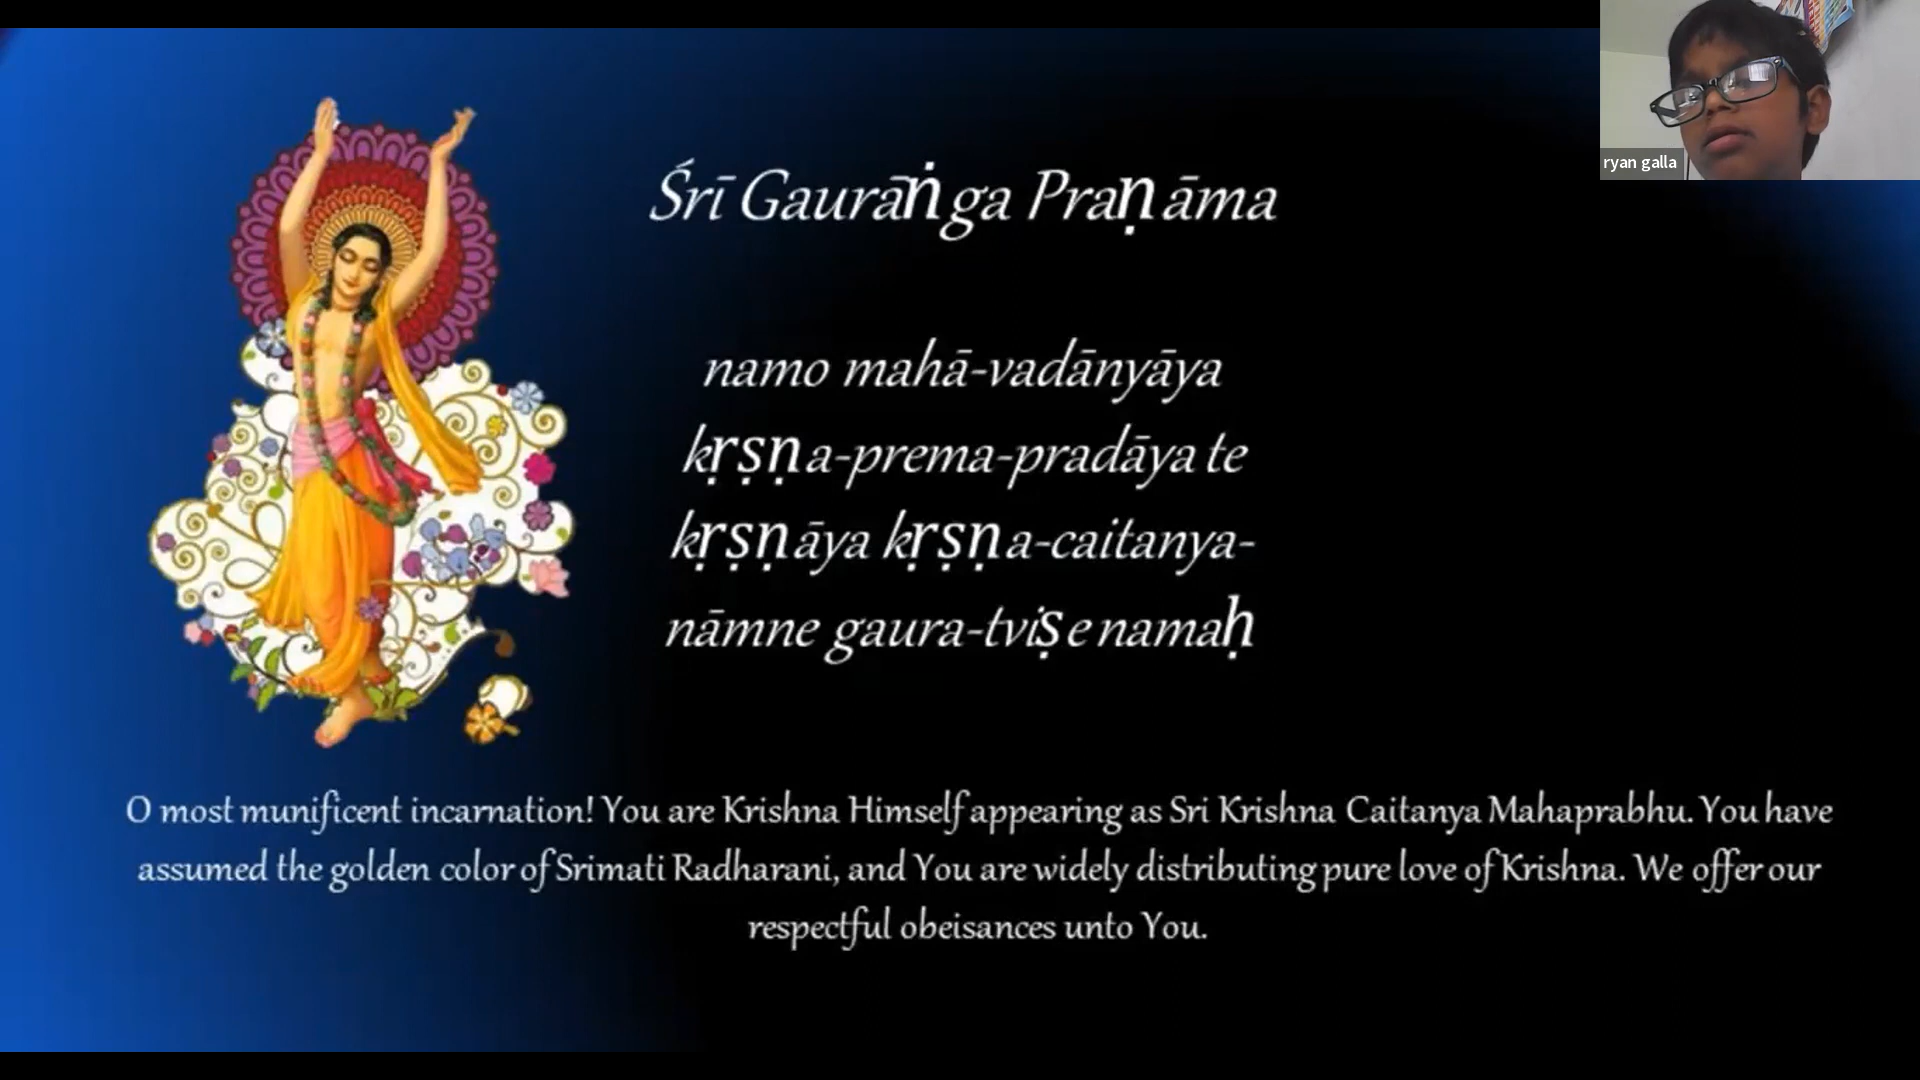 ryan galla
Śrī Gaurāṅga Praṇāma
namo mahā-vadānyāya
kṛṣṇa-prema-pradāya te
kṛṣṇāya kṛṣṇa-caitanya-
nāmne gaura-tviṣe namaḥ
O most munificent incarnation! You are Krishna Himself appearing as Sri Krishna Caitanya Mahaprabhu. You have
assumed the golden color of Srimati Radharani, and You are widely distributing pure love of Krishna. We offer our
respectful obeisances unto You.